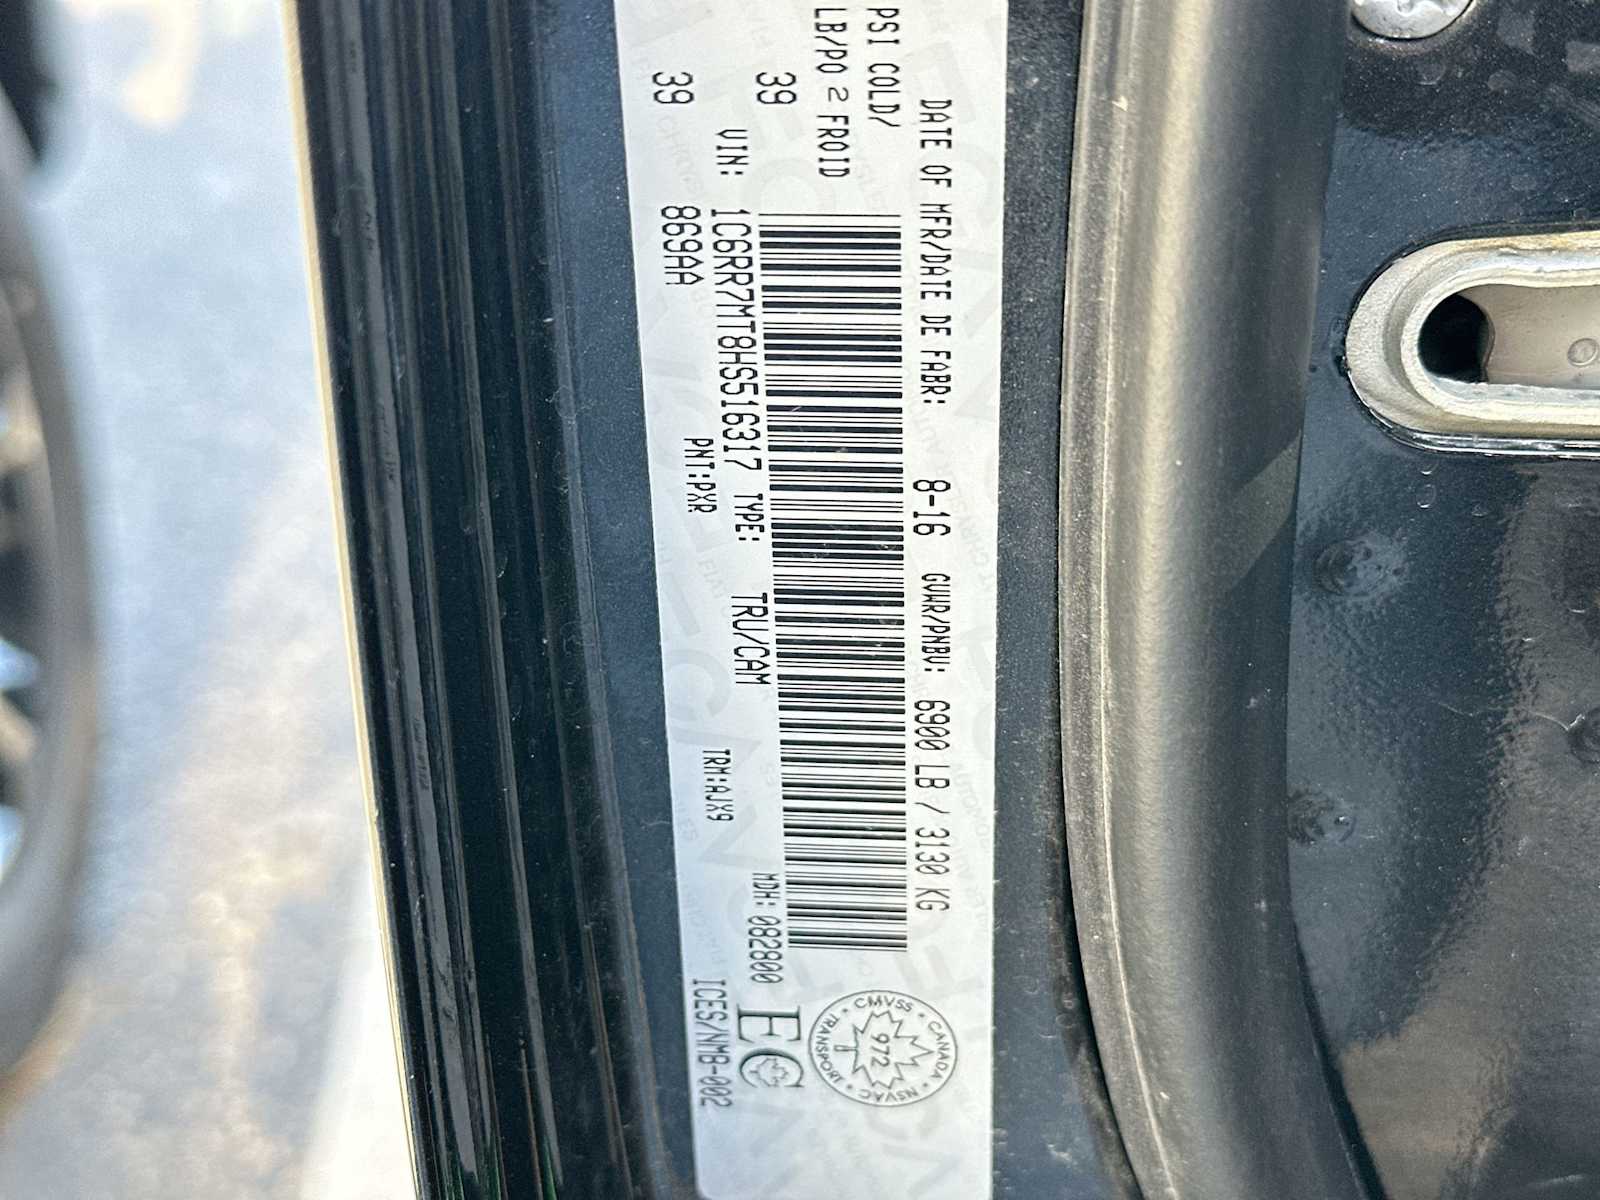 PSI COLD/
LB/PO 2 FROID
39
39
DATE OF MFR/DATE DE FABR: 8-16 GVWR/PNBV: 6900 LB / 3130 KG
VIN: 1C6RR7MT8HS516317 TYPE: TRU/CAM MDH: 082800
869AA PNT:PXR TRM:AJX9
ICES/NMB-002
EC
CMVSS • CANADA • NSVAC • TRANSPORT
972